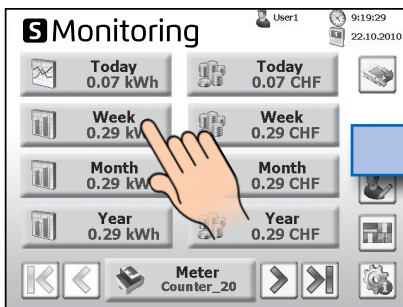 S Monitoring
User1
9:19:29
22.10.2010
Today
0.07 kWh
Today
0.07 CHF
Week
0.29 kWh
Week
0.29 CHF
Month
0.29 kW
Month
0.29 CHF
Year
0.29 kWh
Year
0.29 CHF
Meter
Counter_20